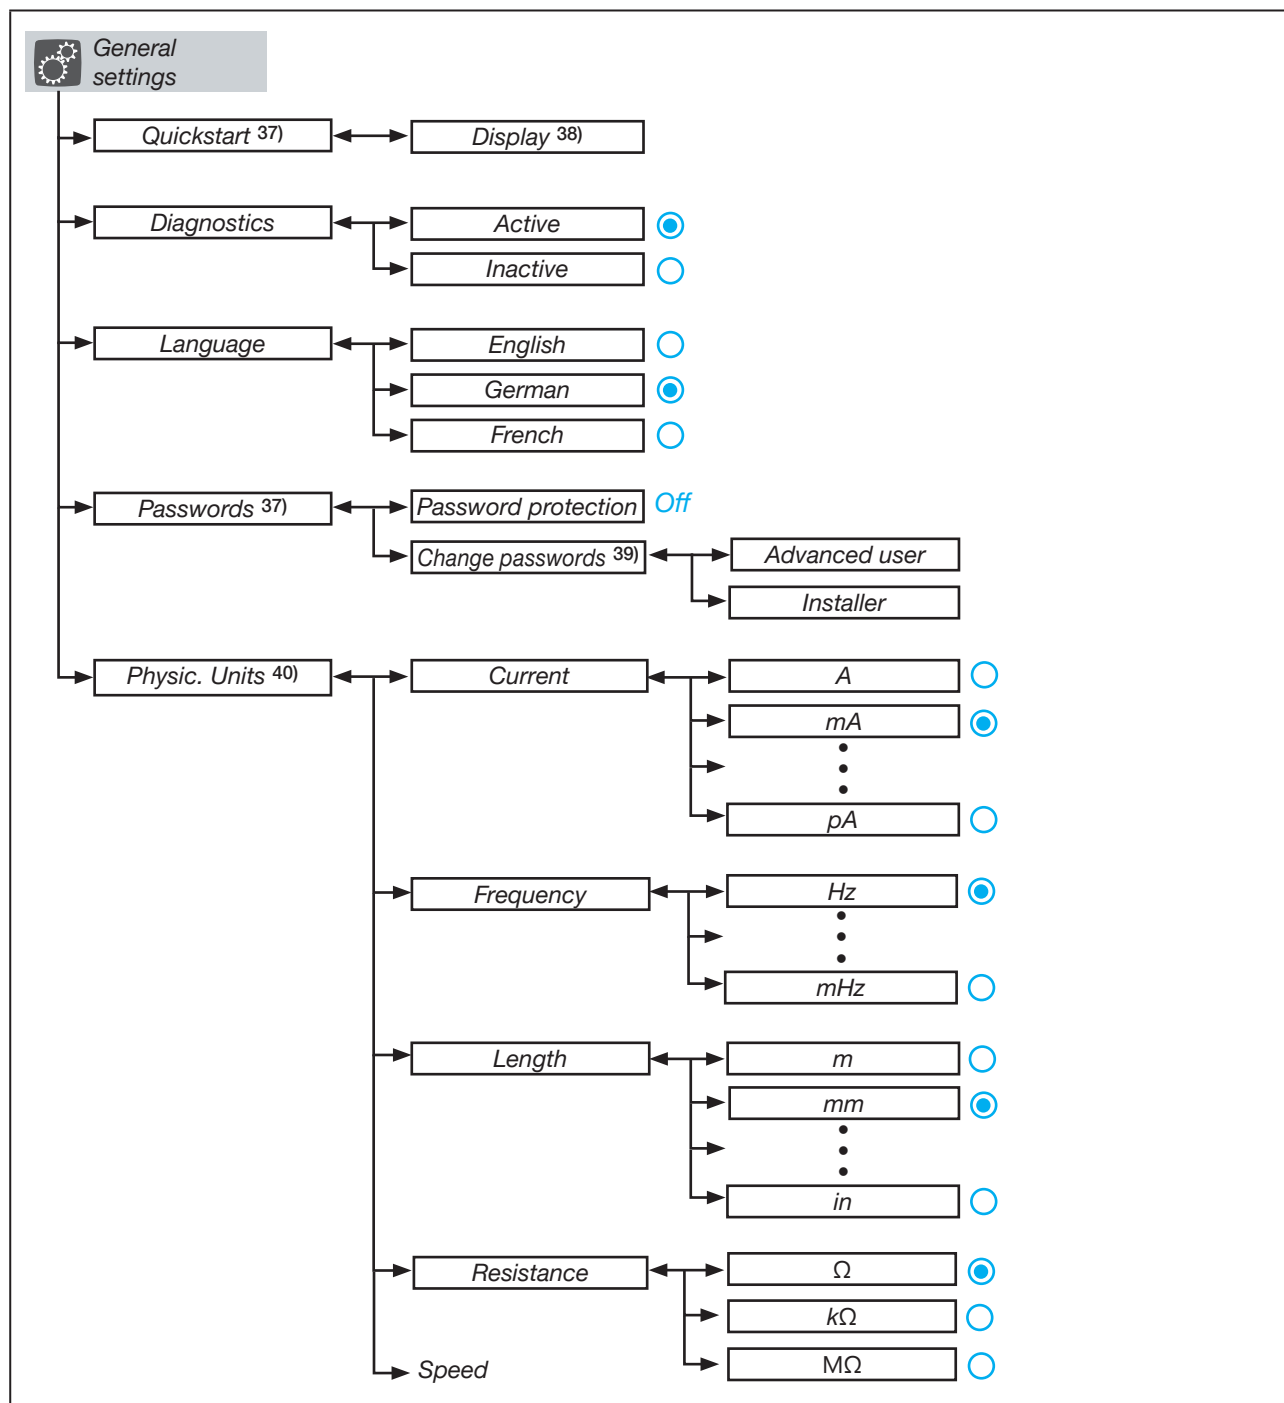 General
settings
Quickstart 37)
Display 38)
Diagnostics
Active
Inactive
Language
English
German
French
Passwords 37)
Password protection
Off
Change passwords 39)
Advanced user
Installer
Physic. Units 40)
Current
A
mA
pA
Frequency
Hz
mHz
Length
m
mm
in
Resistance
Ω
kΩ
MΩ
Speed